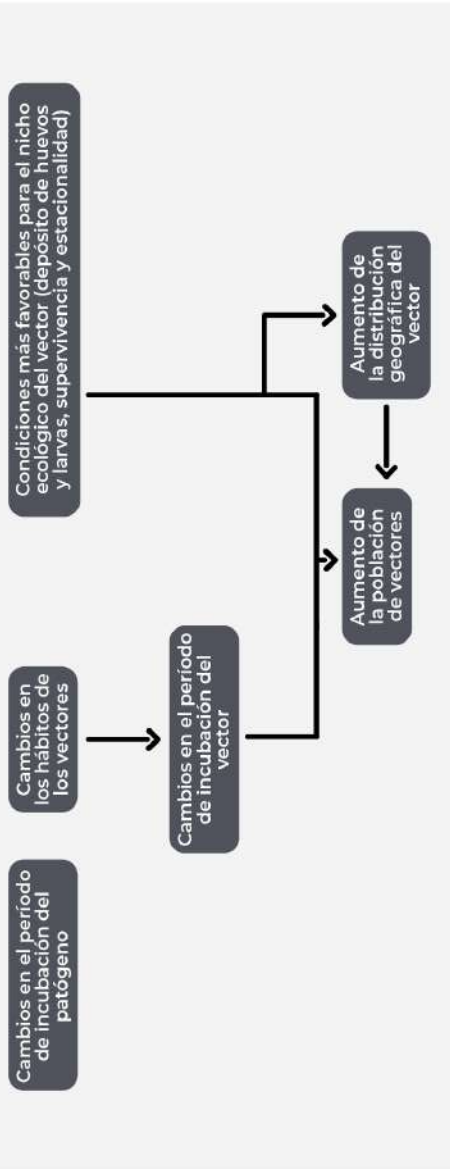 Cambios en el período
de incubación del
patógeno
Cambios en
los hábitos de
los vectores
Condiciones más favorables para el nicho
ecológico del vector (depósito de huevos
y larvas, supervivencia y estacionalidad)
Cambios en el período
de incubación del
vector
Aumento de
la población
de vectores
Aumento de
la distribución
geográfica del
vector